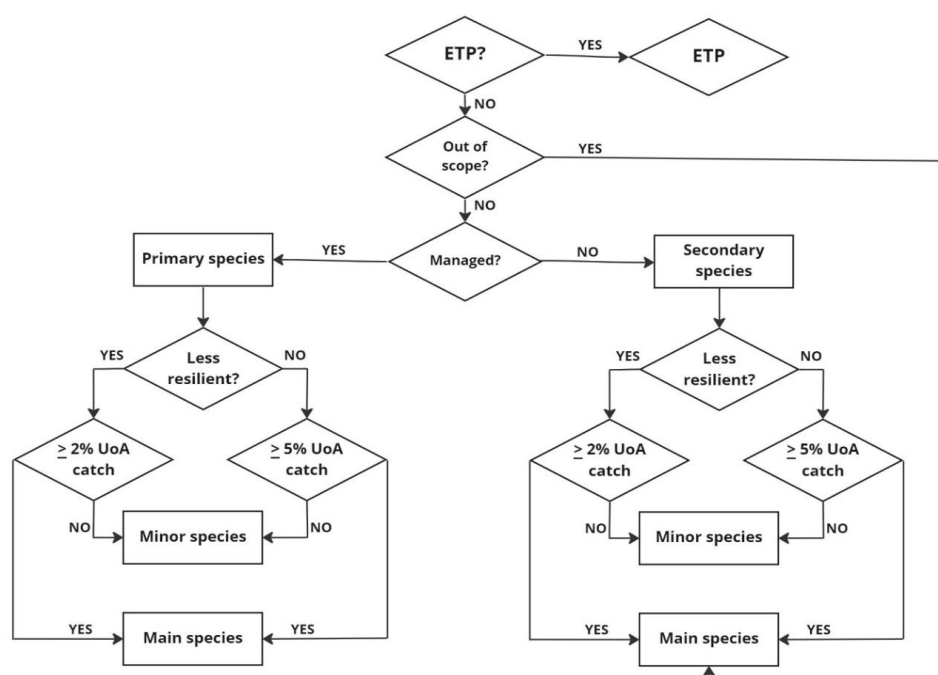 ETP?
YES
ETP
NO
Out of
scope?
YES
NO
Primary species
YES
Managed?
NO
Secondary
species
YES
Less
resilient?
NO
YES
Less
resilient?
NO
≥ 2% UoA
catch
≥ 5% UoA
catch
≥ 2% UoA
catch
≥ 5% UoA
catch
NO
Minor species
NO
NO
Minor species
NO
YES
Main species
YES
YES
Main species
YES